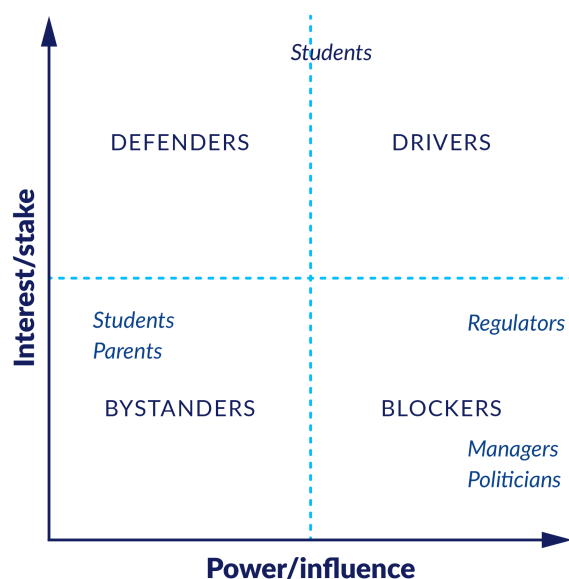 Students
DEFENDERS
DRIVERS
Interest/stake
Students
Parents
Regulators
BYSTANDERS
BLOCKERS
Managers
Politicians
Power/influence